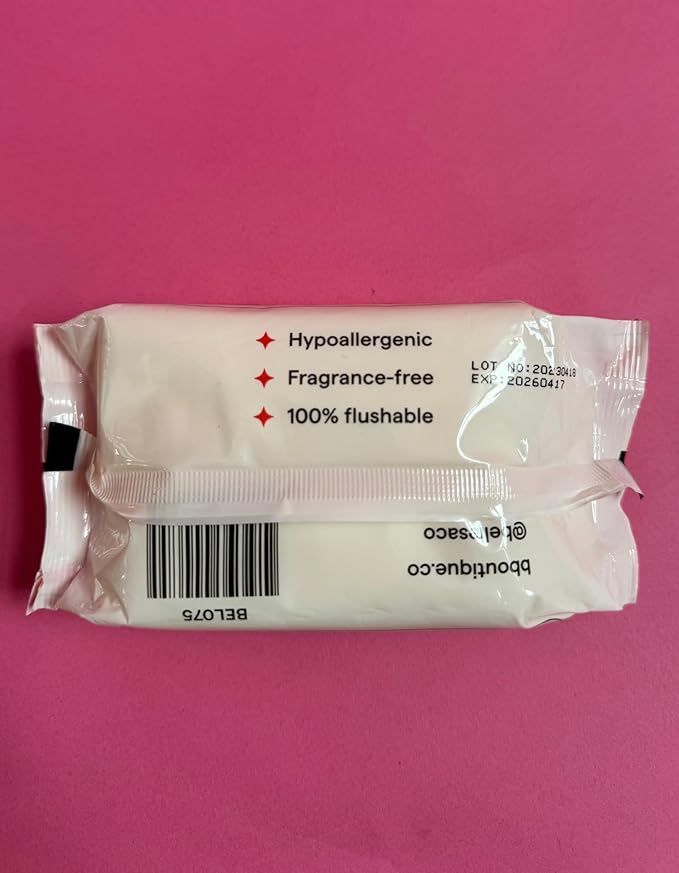 Hypoallergenic
Fragrance-free
100% flushable
LOT NO:20230418
EXP:20260417
bboutique.co
@belesaco
BEL075